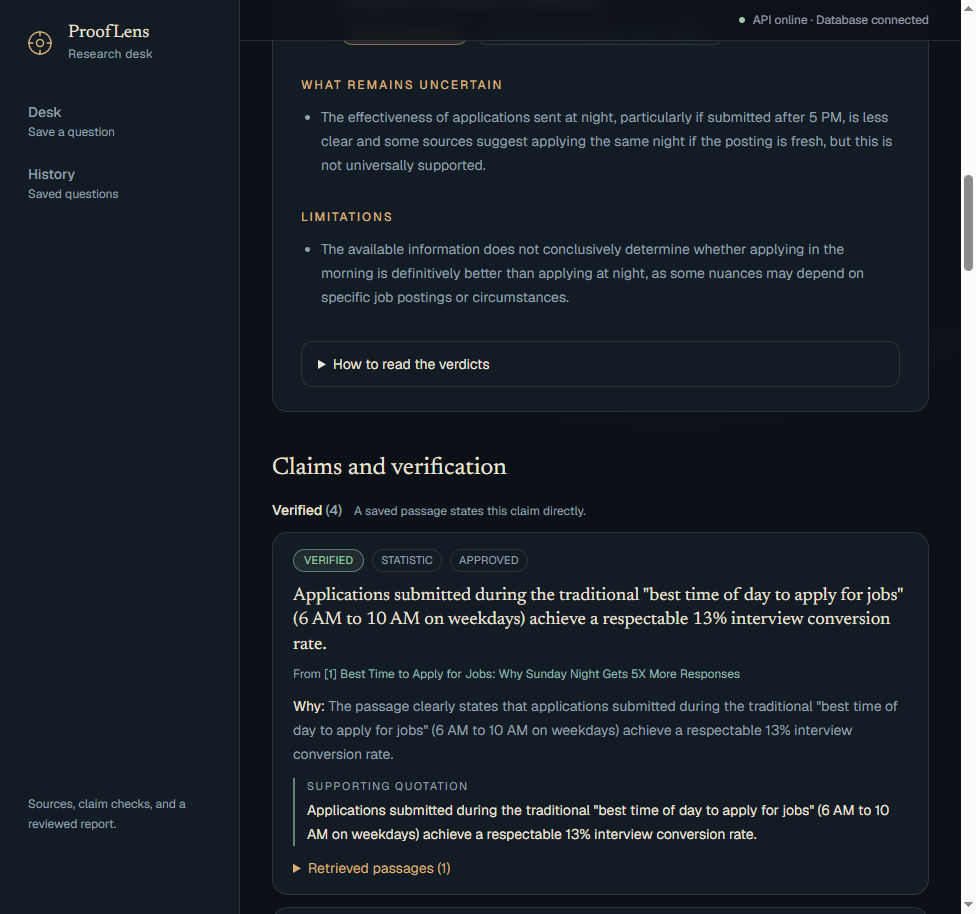 ProofLens
Research desk
Desk
Save a question
History
Saved questions
Sources, claim checks, and a
reviewed report.
API online · Database connected
WHAT REMAINS UNCERTAIN
• The effectiveness of applications sent at night, particularly if submitted after 5 PM, is less
clear and some sources suggest applying the same night if the posting is fresh, but this is
not universally supported.
LIMITATIONS
• The available information does not conclusively determine whether applying in the
morning is definitively better than applying at night, as some nuances may depend on
specific job postings or circumstances.
▶ How to read the verdicts
Claims and verification
Verified (4) A saved passage states this claim directly.
VERIFIED STATISTIC APPROVED
Applications submitted during the traditional "best time of day to apply for jobs"
(6 AM to 10 AM on weekdays) achieve a respectable 13% interview conversion
rate.
From [1] Best Time to Apply for Jobs: Why Sunday Night Gets 5X More Responses
Why: The passage clearly states that applications submitted during the traditional "best time of
day to apply for jobs" (6 AM to 10 AM on weekdays) achieve a respectable 13% interview
conversion rate.
SUPPORTING QUOTATION
Applications submitted during the traditional "best time of day to apply for jobs" (6 AM to 10
AM on weekdays) achieve a respectable 13% interview conversion rate.
▶ Retrieved passages (1)